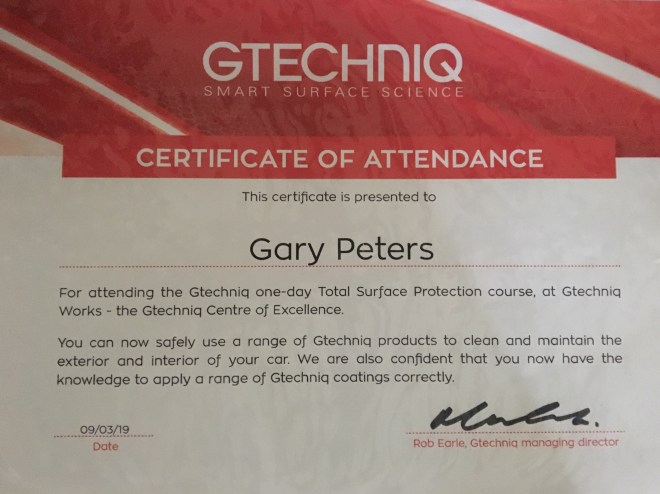 GTECHNIQ
SMART SURFACE SCIENCE
CERTIFICATE OF ATTENDANCE
This certificate is presented to
Gary Peters
For attending the Gtechniq one-day Total Surface Protection course, at Gtechniq
Works - the Gtechniq Centre of Excellence.
You can now safely use a range of Gtechniq products to clean and maintain the
exterior and interior of your car. We are also confident that you now have the
knowledge to apply a range of Gtechniq coatings correctly.
09/03/19
Date
Rob Earle, Gtechniq managing director